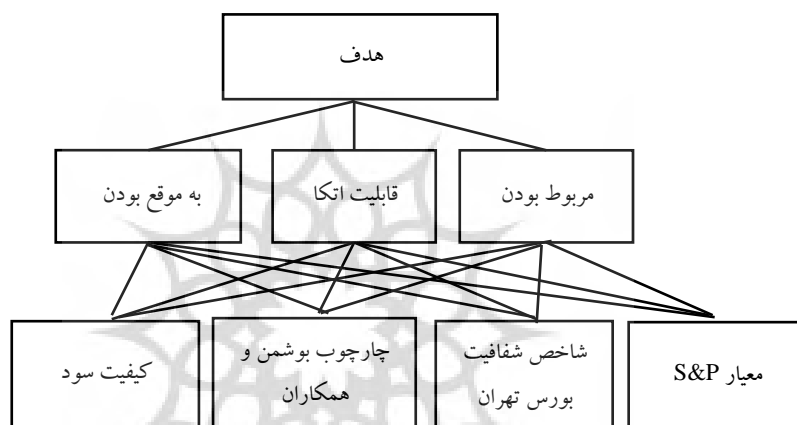 هدف
مربوط بودن
قابلیت اتکا
به موقع بودن
معیار S&P
شاخص شفافیت
بورس تهران
چارچوب بوشمن و
همکاران
کیفیت سود